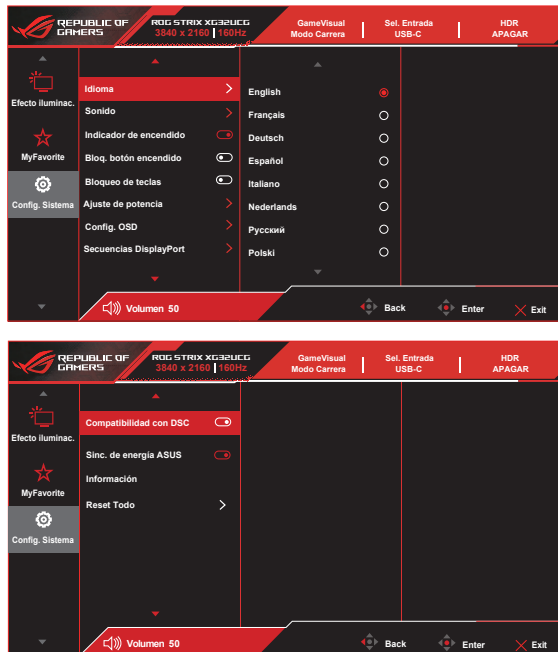 REPUBLIC OF
GAMERS
ROG STRIX XG32UCG
3840 x 2160 160Hz
GameVisual
Modo Carrera
Sel. Entrada
USB-C
HDR
APAGAR
Efecto iluminac.
MyFavorite
Config. Sistema
Idioma
Sonido
Indicador de encendido
Bloq. botón encendido
Bloqueo de teclas
Ajuste de potencia
Config. OSD
Secuencias DisplayPort
English
Français
Deutsch
Español
Italiano
Nederlands
Русский
Polski
Volumen 50
Back
Enter
Exit
REPUBLIC OF
GAMERS
ROG STRIX XG32UCG
3840 x 2160 160Hz
GameVisual
Modo Carrera
Sel. Entrada
USB-C
HDR
APAGAR
Efecto iluminac.
MyFavorite
Config. Sistema
Compatibilidad con DSC
Sinc. de energía ASUS
Información
Reset Todo
Volumen 50
Back
Enter
Exit